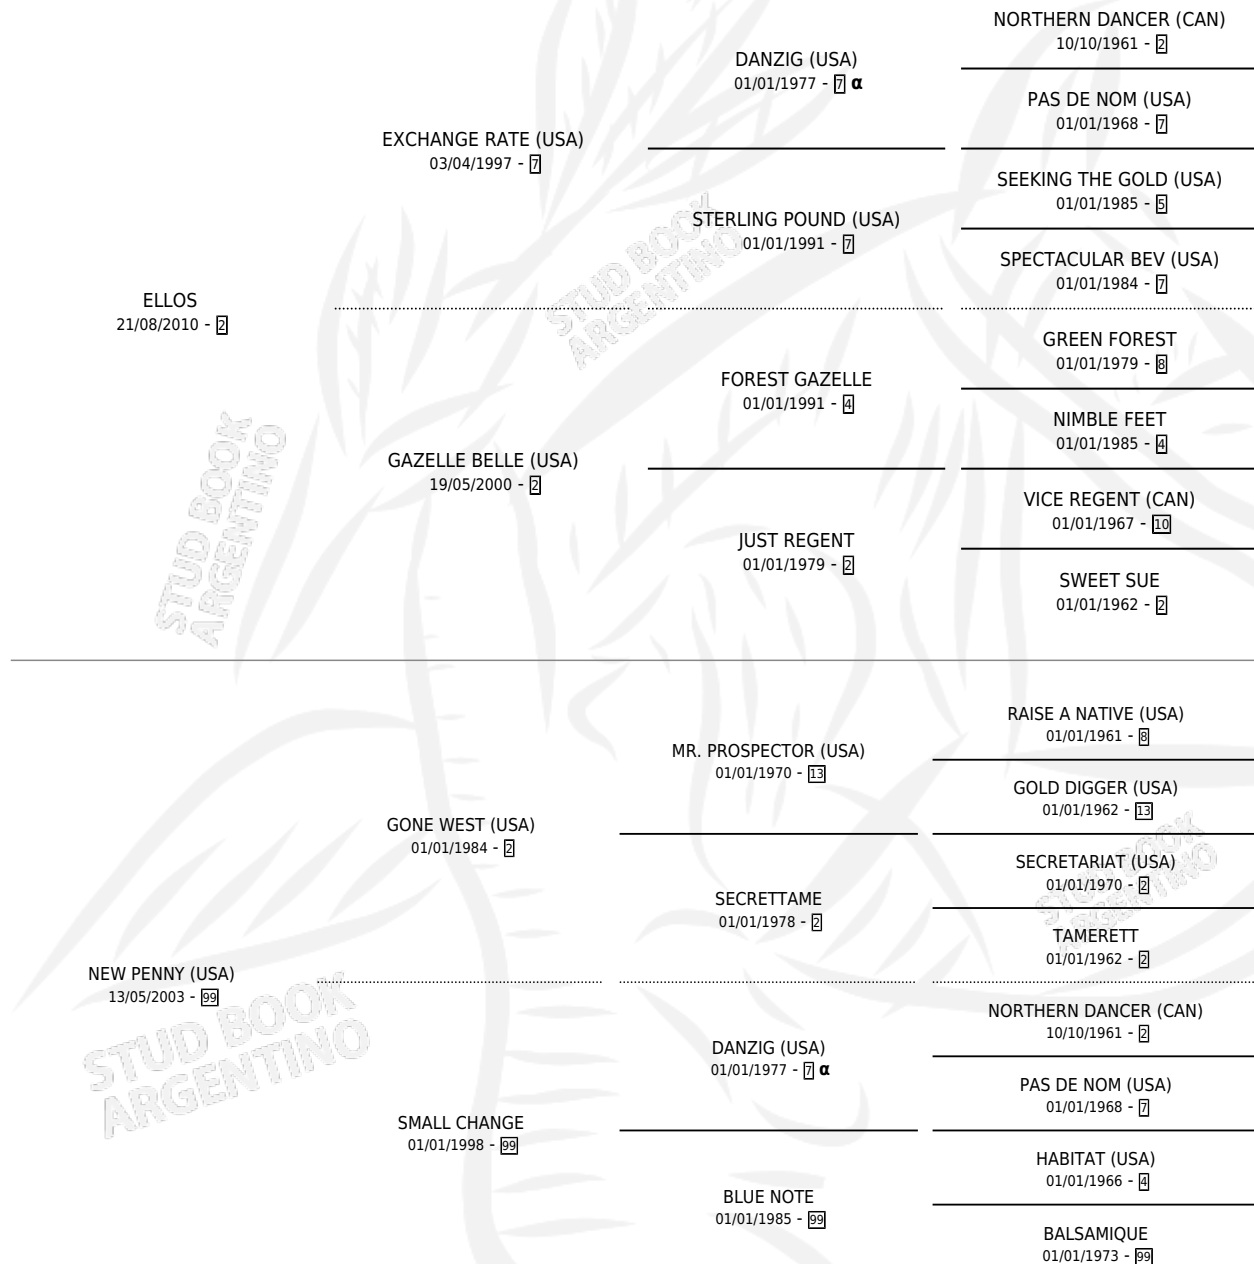 NORTHERN DANCER (CAN)
10/10/1961 - 2
DANZIG (USA)
01/01/1977 - 7 α
PAS DE NOM (USA)
01/01/1968 - 7
EXCHANGE RATE (USA)
03/04/1997 - 7
SEEKING THE GOLD (USA)
01/01/1985 - 5
STERLING POUND (USA)
01/01/1991 - 7
SPECTACULAR BEV (USA)
01/01/1984 - 7
STUD BOOK
ARGENTINO
ELLOS
21/08/2010 - 2
GREEN FOREST
01/01/1979 - 8
FOREST GAZELLE
01/01/1991 - 4
NIMBLE FEET
01/01/1985 - 4
GAZELLE BELLE (USA)
19/05/2000 - 2
VICE REGENT (CAN)
01/01/1967 - 10
JUST REGENT
01/01/1979 - 2
SWEET SUE
01/01/1962 - 2
STUD BOOK
ARGENTINO
RAISE A NATIVE (USA)
01/01/1961 - 8
MR. PROSPECTOR (USA)
01/01/1970 - 13
GOLD DIGGER (USA)
01/01/1962 - 13
GONE WEST (USA)
01/01/1984 - 2
SECRETARIAT (USA)
01/01/1970 - 2
SECRETTAME
01/01/1978 - 2
TAMERETT
01/01/1962 - 2
STUD BOOK
ARGENTINO
NEW PENNY (USA)
13/05/2003 - 99
NORTHERN DANCER (CAN)
10/10/1961 - 2
DANZIG (USA)
01/01/1977 - 7 α
PAS DE NOM (USA)
01/01/1968 - 7
SMALL CHANGE
01/01/1998 - 99
HABITAT (USA)
01/01/1966 - 4
BLUE NOTE
01/01/1985 - 99
BALSAMIQUE
01/01/1973 - 99
STUD BOOK
ARGENTINO